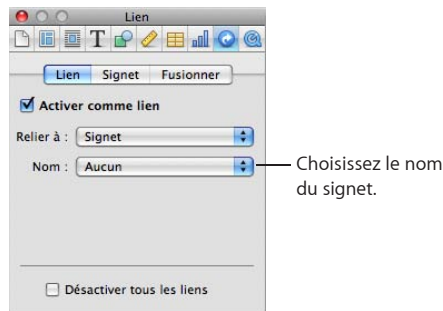 Lien
Lien Signet Fusionner
Activer comme lien
Relier à : Signet
Nom : Aucun
Choisissez le nom
du signet.
Désactiver tous les liens